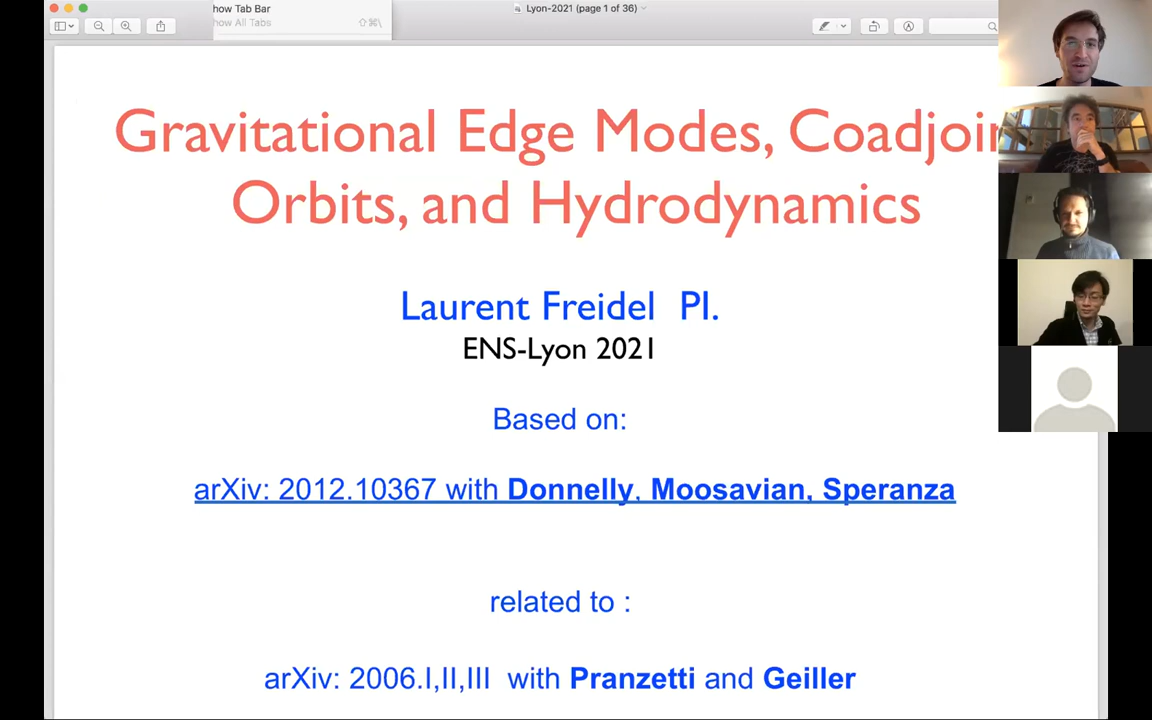 how Tab Bar
how All Tabs ⇧⌘\
Lyon-2021 (page 1 of 36)
Gravitational Edge Modes, Coadjoin
Orbits, and Hydrodynamics
Laurent Freidel PI.
ENS-Lyon 2021
Based on:
arXiv: 2012.10367 with Donnelly, Moosavian, Speranza
related to :
arXiv: 2006.I,II,III with Pranzetti and Geiller